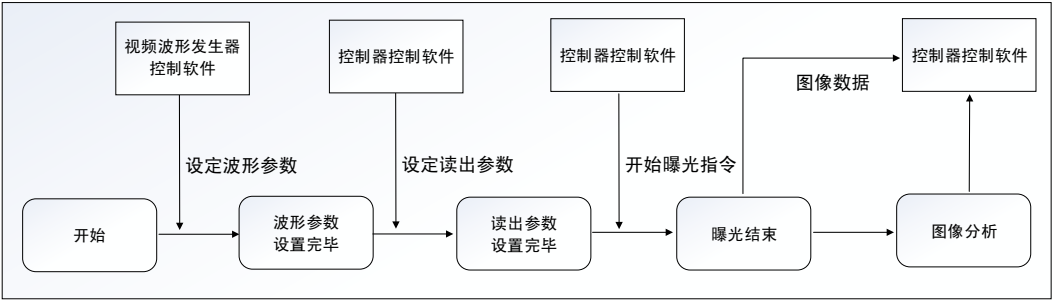 视频波形发生器
控制软件
控制器控制软件
控制器控制软件
控制器控制软件
图像数据
设定波形参数
设定读出参数
开始曝光指令
开始
波形参数
设置完毕
读出参数
设置完毕
曝光结束
图像分析